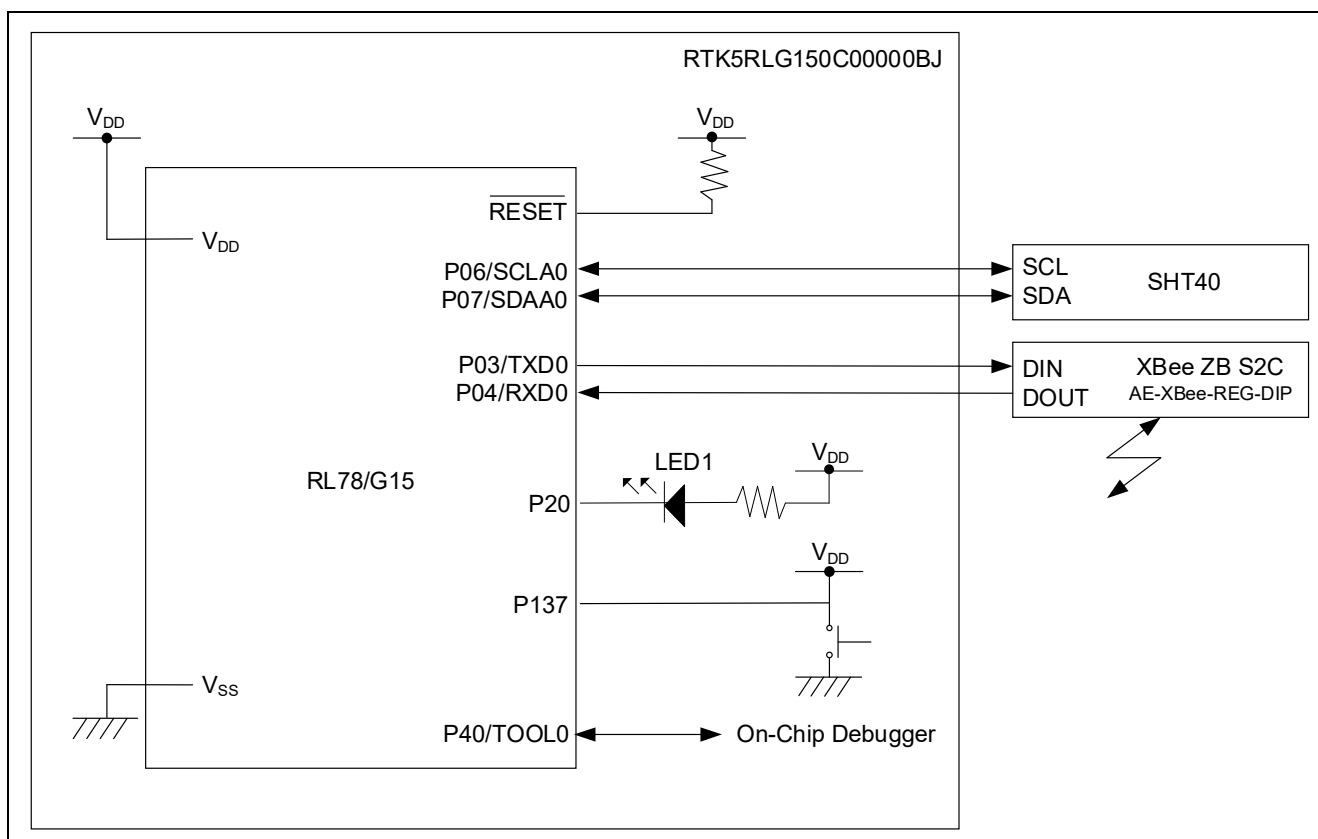 RTK5RLG150C00000BJ
VDD
VDD
RESET
VDD
P06/SCLA0
P07/SDAA0
SCL
SDA
SHT40
P03/TXD0
P04/RXD0
DIN
DOUT
XBee ZB S2C
AE-XBee-REG-DIP
RL78/G15
LED1
VDD
P20
VDD
P137
VSS
P40/TOOL0
On-Chip Debugger